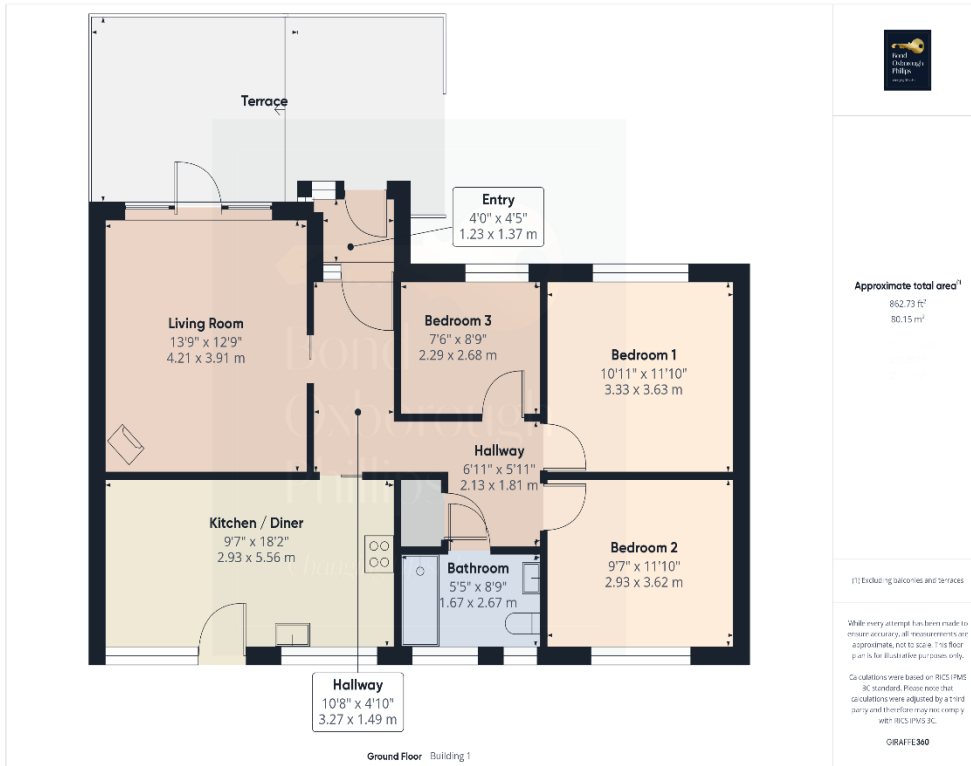 Terrace
Entry
4'0" x 4'5"
1.23 x 1.37 m
Living Room
13'9" x 12'9"
4.21 x 3.91 m
Bedroom 3
7'6" x 8'9"
2.29 x 2.68 m
Bedroom 1
10'11" x 11'10"
3.33 x 3.63 m
Hallway
6'11" x 5'11"
2.13 x 1.81 m
Kitchen / Diner
9'7" x 18'2"
2.93 x 5.56 m
Bathroom
5'5" x 8'9"
1.67 x 2.67 m
Bedroom 2
9'7" x 11'10"
2.93 x 3.62 m
Hallway
10'8" x 4'10"
3.27 x 1.49 m
Ground Floor Building 1
Bond
Oxborough
Phillips
Bond
Oxborough
Philips
Approximate total area(1)
862.73 ft²
80.15 m²
(1) Excluding balconies and terraces
While every attempt has been made to
ensure accuracy, all measurements are
approximate, not to scale. This floor
plan is for illustrative purposes only.
Calculations were based on RICS IPMS
3C standard. Please note that
calculations were adjusted by a third
party and therefore may not comply
with RICS IPMS 3C.
GIRAFFE360